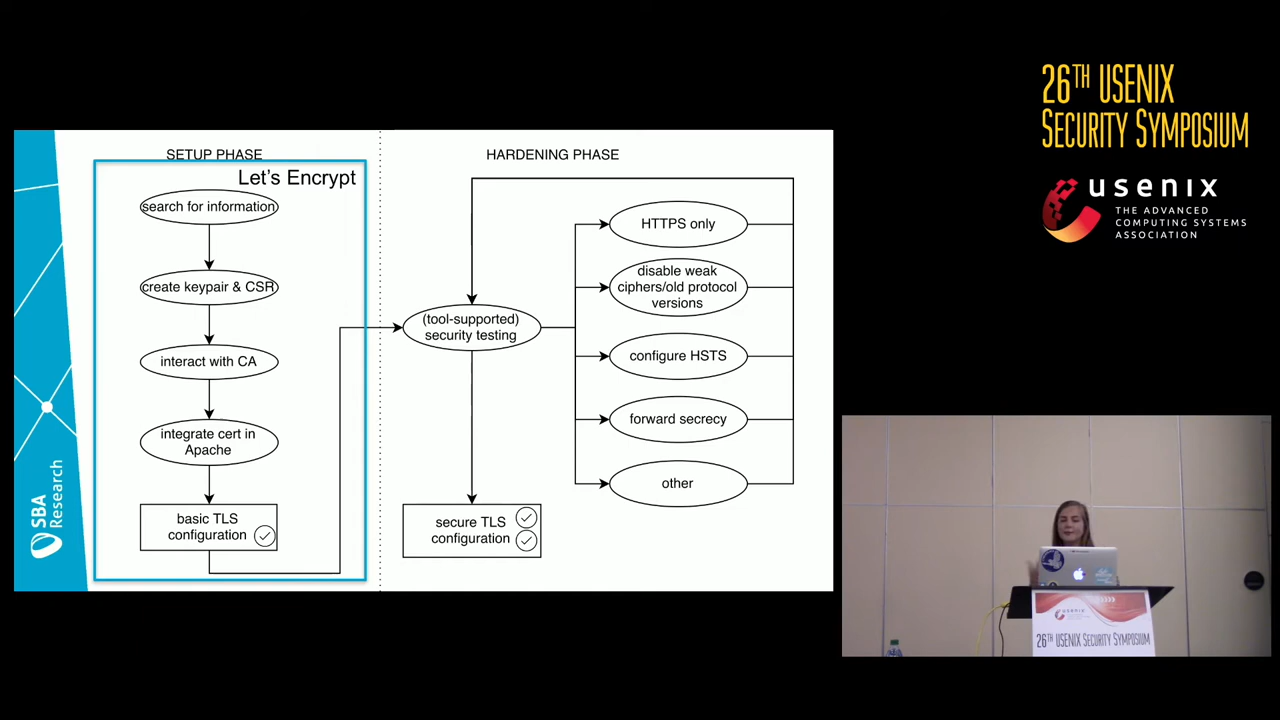 SETUP PHASE
Let's Encrypt
search for information
create keypair & CSR
interact with CA
integrate cert in
Apache
basic TLS
configuration
HARDENING PHASE
(tool-supported)
security testing
HTTPS only
disable weak
ciphers/old protocol
versions
configure HSTS
forward secrecy
other
secure TLS
configuration
SBA
Research
26TH USENIX
SECURITY SYMPOSIUM
usenix
THE ADVANCED
COMPUTING SYSTEMS
ASSOCIATION
usenix
26TH USENIX SECURITY SYMPOSIUM